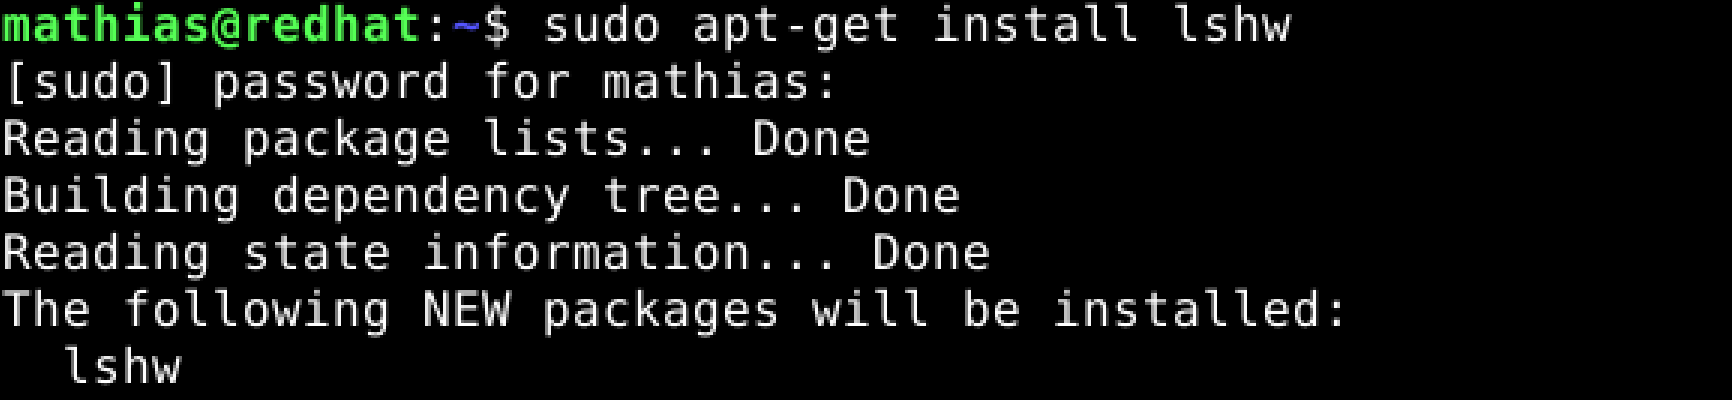 mathias@redhat:~$ sudo apt-get install lshw
[sudo] password for mathias:
Reading package lists... Done
Building dependency tree... Done
Reading state information... Done
The following NEW packages will be installed:
  lshw